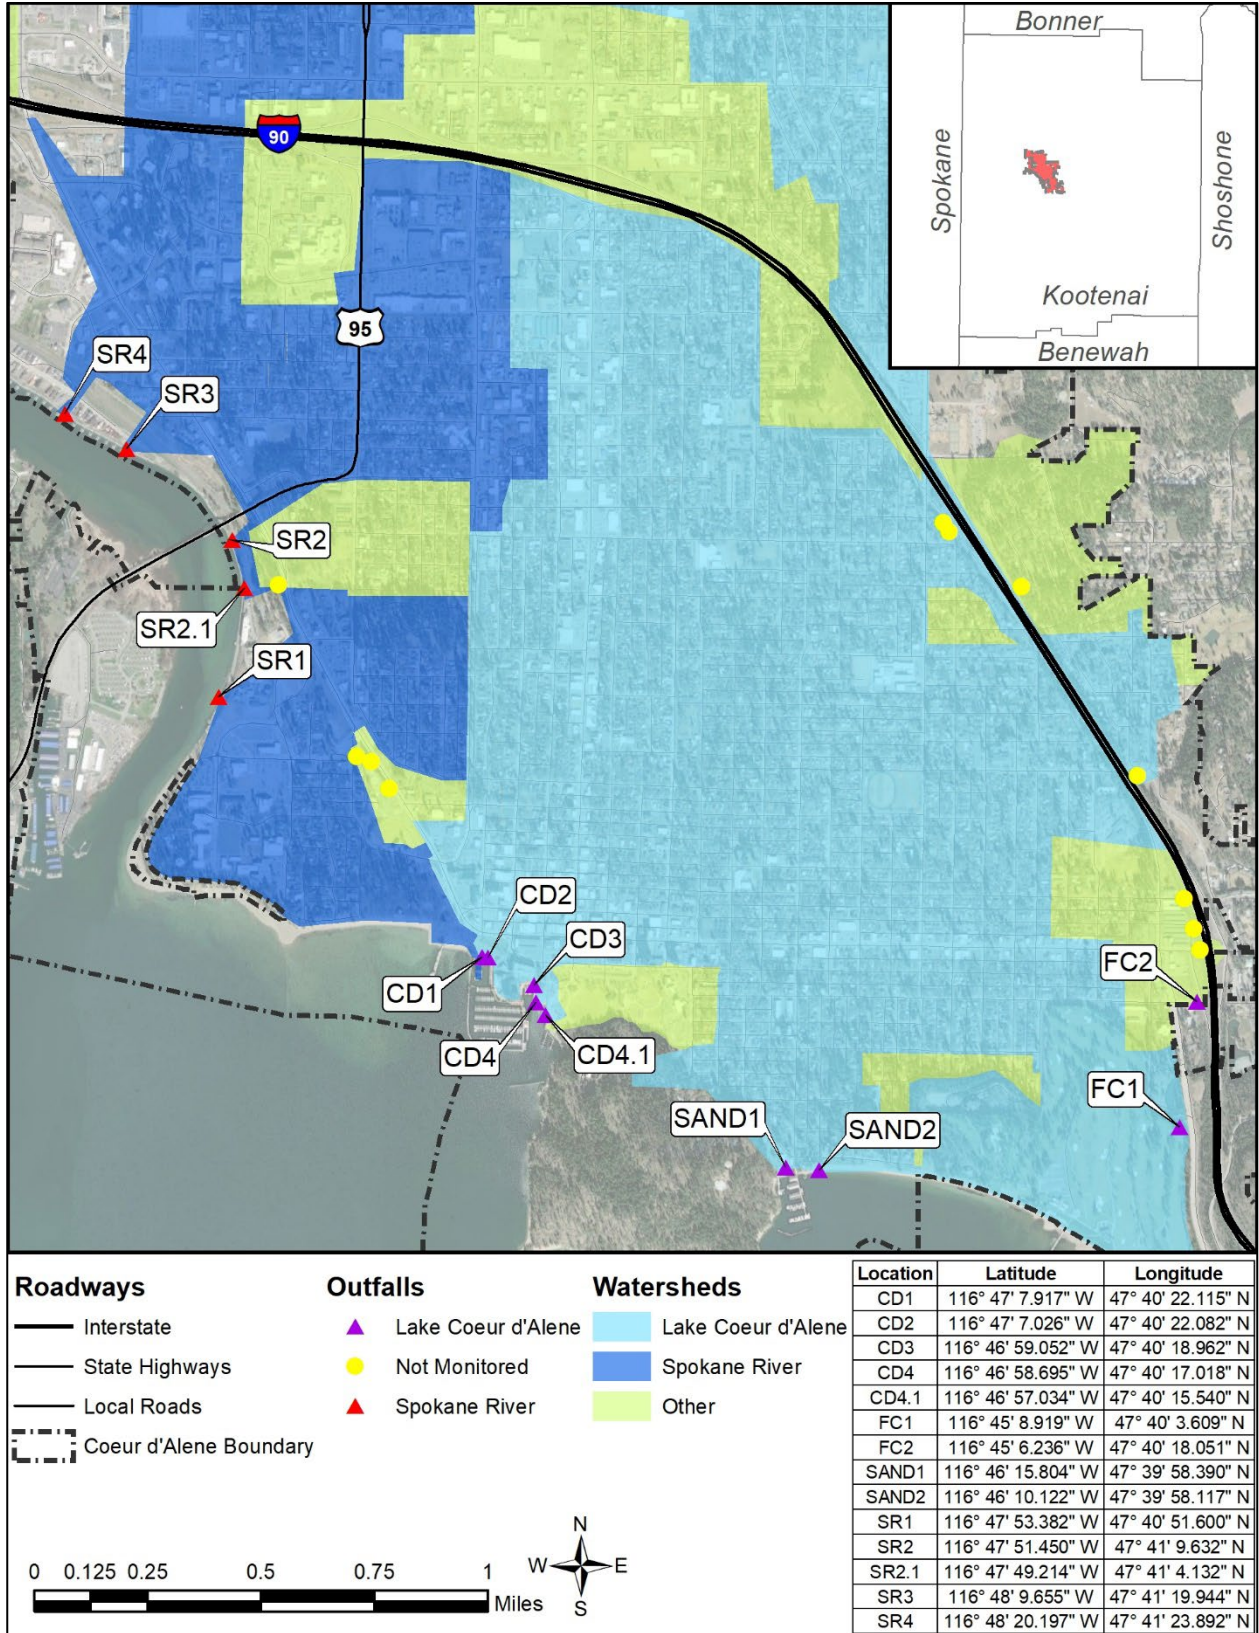 Bonner
Spokane
Shoshone
Kootenai
Benewah
90
95
SR4
SR3
SR2
SR2.1
SR1
CD2
CD3
CD1
CD4
CD4.1
FC2
FC1
SAND1
SAND2
Roadways
Interstate
State Highways
Local Roads
Coeur d'Alene Boundary
Outfalls
Lake Coeur d'Alene
Not Monitored
Spokane River
Watersheds
Lake Coeur d'Alene
Spokane River
Other
0 0.125 0.25 0.5 0.75 1
Miles
N
W E
S
Location Latitude Longitude
CD1 116° 47' 7.917" W 47° 40' 22.115" N
CD2 116° 47' 7.026" W 47° 40' 22.082" N
CD3 116° 46' 59.052" W 47° 40' 18.962" N
CD4 116° 46' 58.695" W 47° 40' 17.018" N
CD4.1 116° 46' 57.034" W 47° 40' 15.540" N
FC1 116° 45' 8.919" W 47° 40' 3.609" N
FC2 116° 45' 6.236" W 47° 40' 18.051" N
SAND1 116° 46' 15.804" W 47° 39' 58.390" N
SAND2 116° 46' 10.122" W 47° 39' 58.117" N
SR1 116° 47' 53.382" W 47° 40' 51.600" N
SR2 116° 47' 51.450" W 47° 41' 9.632" N
SR2.1 116° 47' 49.214" W 47° 41' 4.132" N
SR3 116° 48' 9.655" W 47° 41' 19.944" N
SR4 116° 48' 20.197" W 47° 41' 23.892" N